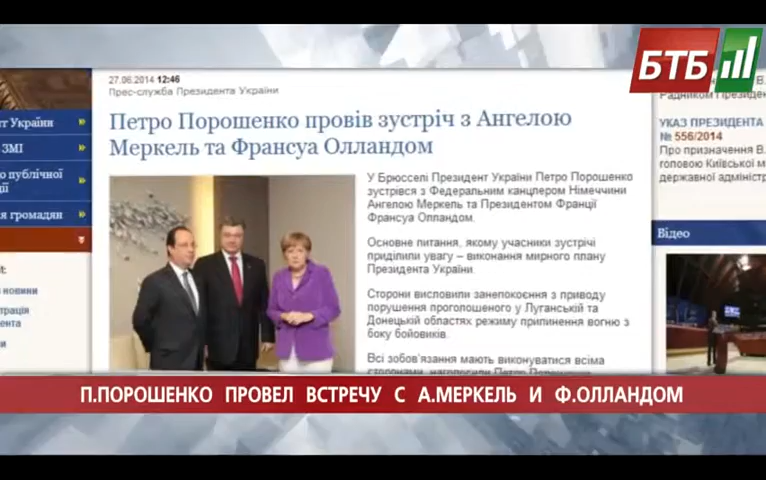 БТБ
27.06.2014 12:46
Прес-служба Президента України
Петро Порошенко провів зустріч з Ангелою
Меркель та Франсуа Олландом
У Брюсселі Президент України Петро Порошенко
зустрівся з Федеральним канцлером Німеччини
Ангелою Меркель та Президентом Франції
Франсуа Олландом.
Основне питання, якому учасники зустрічі
приділили увагу – виконання мирного плану
Президента України.
Сторони висловили занепокоєння з приводу
порушення проголошеного у Луганській та
Донецькій областях режиму припинення вогню з
боку бойовиків.
Всі зобов'язання мають виконуватися всіма
України
ЗМІ
публічної
громадян
новини
УКАЗ ПРЕЗИДЕНТА
№ 556/2014
Про призначення В.
головою Київської
державної
Відео
П.ПОРОШЕНКО ПРОВЕЛ ВСТРЕЧУ С А.МЕРКЕЛЬ И Ф.ОЛЛАНДОМ